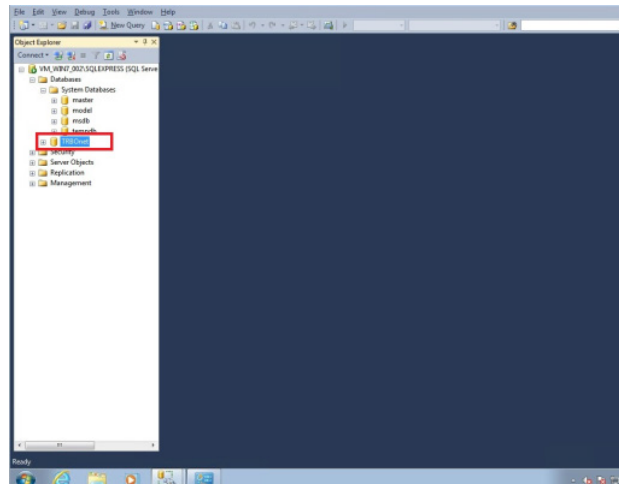 File Edit View Debug Tools Window Help
New Query
Object Explorer
Connect
VM_WIN7_002\SQLEXPRESS (SQL Serve
Databases
System Databases
master
model
msdb
tempdb
TRBOnet
Security
Server Objects
Replication
Management
Ready